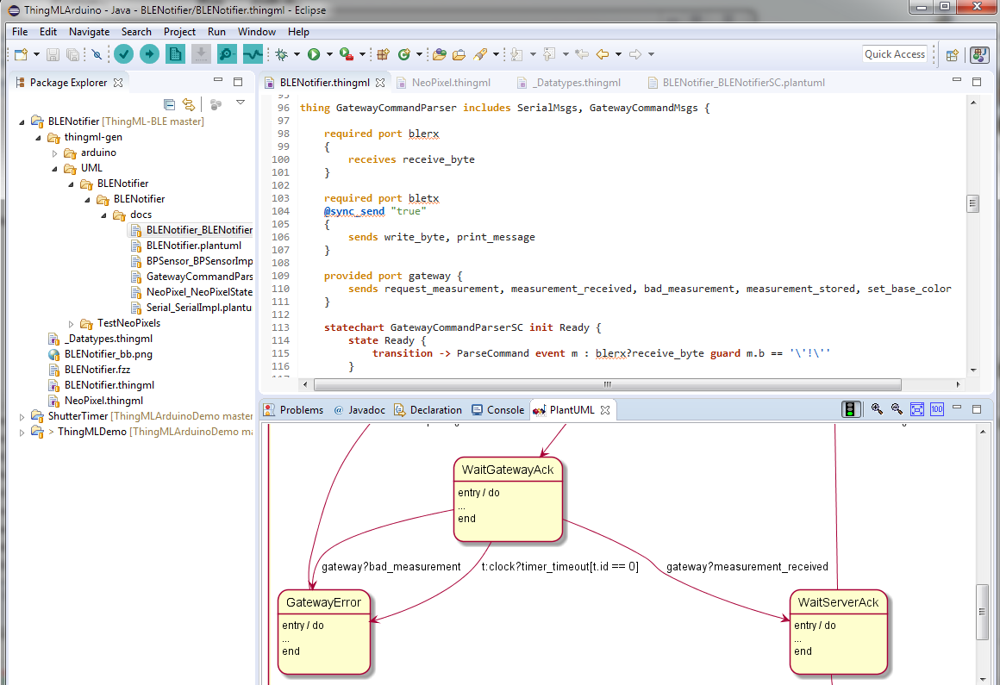 ThingMLArduino - Java - BLENotifier/BLENotifier.thingml - Eclipse
File Edit Navigate Search Project Run Window Help
Quick Access
Package Explorer
BLENotifier [ThingML-BLE master]
thingml-gen
arduino
UML
BLENotifier
BLENotifier
docs
BLENotifier_BLENotifier
BLENotifier.plantuml
BPSensor_BPSensorImp
GatewayCommandPars
NeoPixel_NeoPixelState
Serial_SerialImpl.plantu
TestNeoPixels
_Datatypes.thingml
BLENotifier_bb.png
BLENotifier.fzz
BLENotifier.thingml
NeoPixel.thingml
ShutterTimer [ThingMLArduinoDemo master
> ThingMLDemo [ThingMLArduinoDemo ma
BLENotifier.thingml NeoPixel.thingml _Datatypes.thingml BLENotifier_BLENotifierSC.plantuml
95
96 thing GatewayCommandParser includes SerialMsgs, GatewayCommandMsgs {
97
98 required port blerx
99 {
100 receives receive_byte
101 }
102
103 required port bletx
104 @sync_send "true"
105 {
106 sends write_byte, print_message
107 }
108
109 provided port gateway {
110 sends request_measurement, measurement_received, bad_measurement, measurement_stored, set_base_color
111 }
112
113 statechart GatewayCommandParserSC init Ready {
114 state Ready {
115 transition -> ParseCommand event m : blerx?receive_byte guard m.b == '\'!\''
116 }
117
Problems @ Javadoc Declaration Console PlantUML
100
WaitGatewayAck
entry / do
...
end
gateway?bad_measurement t:clock?timer_timeout[t.id == 0] gateway?measurement_received
GatewayError
entry / do
...
end
WaitServerAck
entry / do
...
end